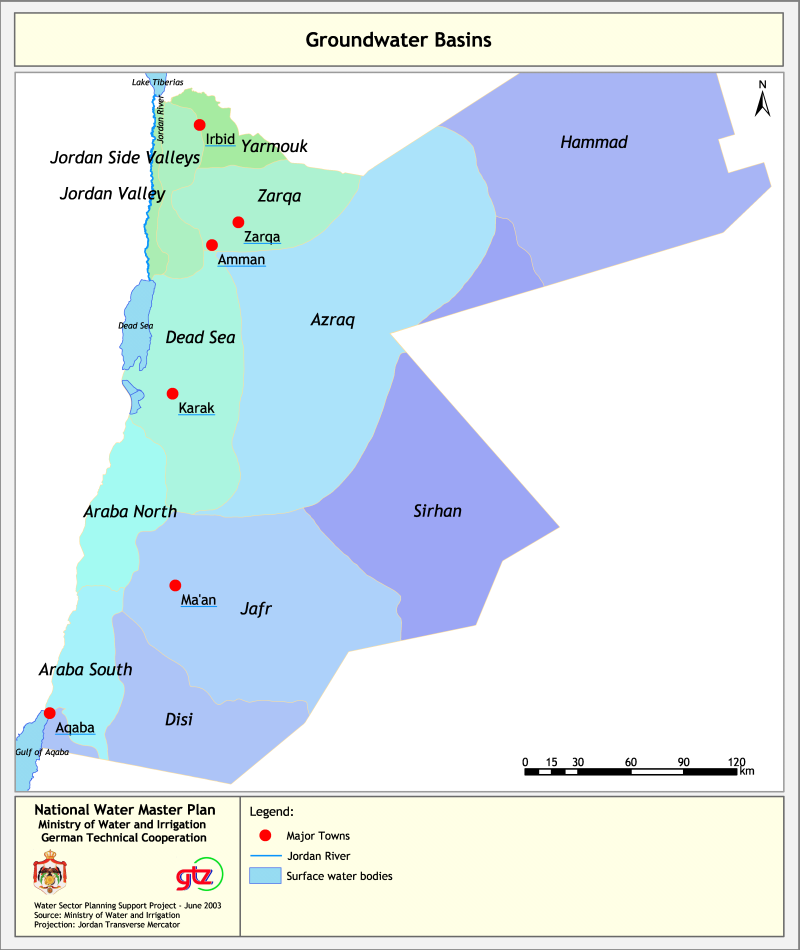 Groundwater Basins
Lake Tiberias
N
Jordan River
Irbid
Yarmouk
Hammad
Jordan Side Valleys
Jordan Valley
Zarqa
Zarqa
Amman
Azraq
Dead Sea
Dead Sea
Karak
Araba North
Sirhan
Ma'an
Jafr
Araba South
Disi
Aqaba
Gulf of Aqaba
0 15 30 60 90 120
km
National Water Master Plan
Ministry of Water and Irrigation
German Technical Cooperation
gtz
Water Sector Planning Support Project - June 2003
Source: Ministry of Water and Irrigation
Projection: Jordan Transverse Mercator
Legend:
Major Towns
Jordan River
Surface water bodies